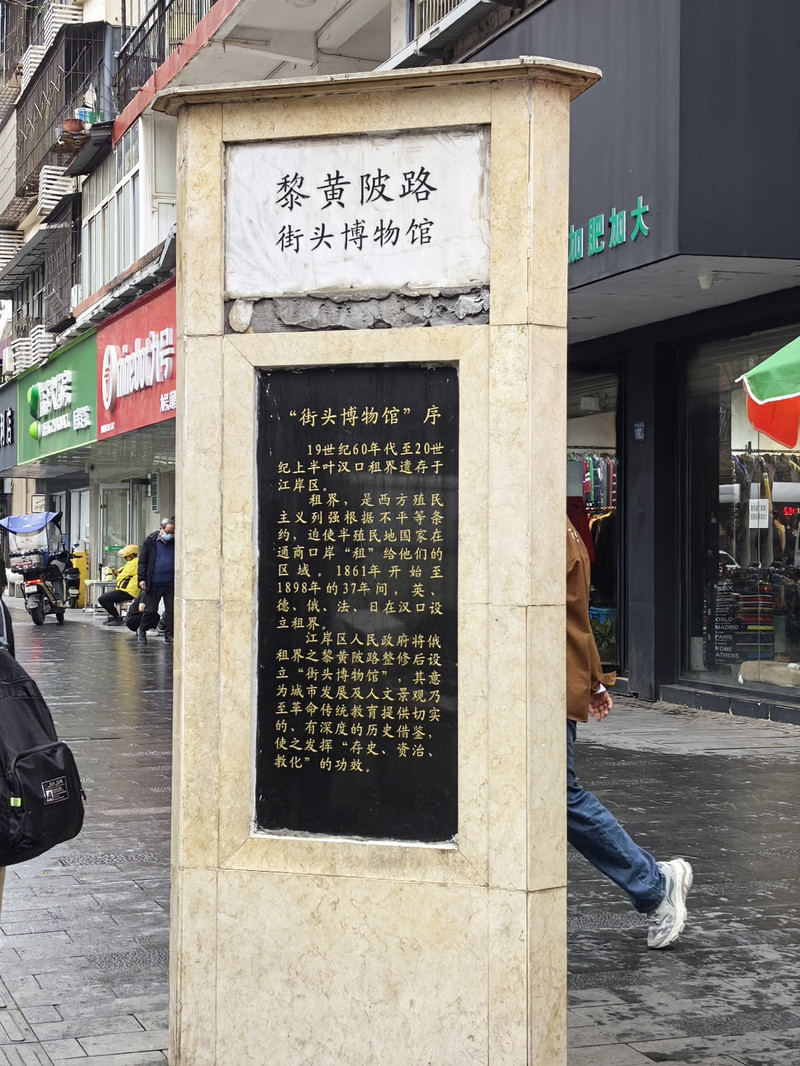 黎黄陂路
街头博物馆
“街头博物馆”序
19世纪60年代至20世
纪上半叶汉口租界遗存于
江岸区。
租界，是西方殖民
主义列强根据不平等条
约，迫使半殖民地国家在
通商口岸“租”给他们的
区域。1861年开始至
1898年的37年间，英、
德、俄、法、日在汉口设
立租界。
江岸区人民政府将俄
租界之黎黄陂路整修后设
立“街头博物馆”，其意
为城市发展及人文景观乃
至革命传统教育提供切实
的、有深度的历史借鉴，
使之发挥“存史、资治、
教化”的功效。
加肥加大
OSLO
MADRID
PARIS
ROME
ATHENS